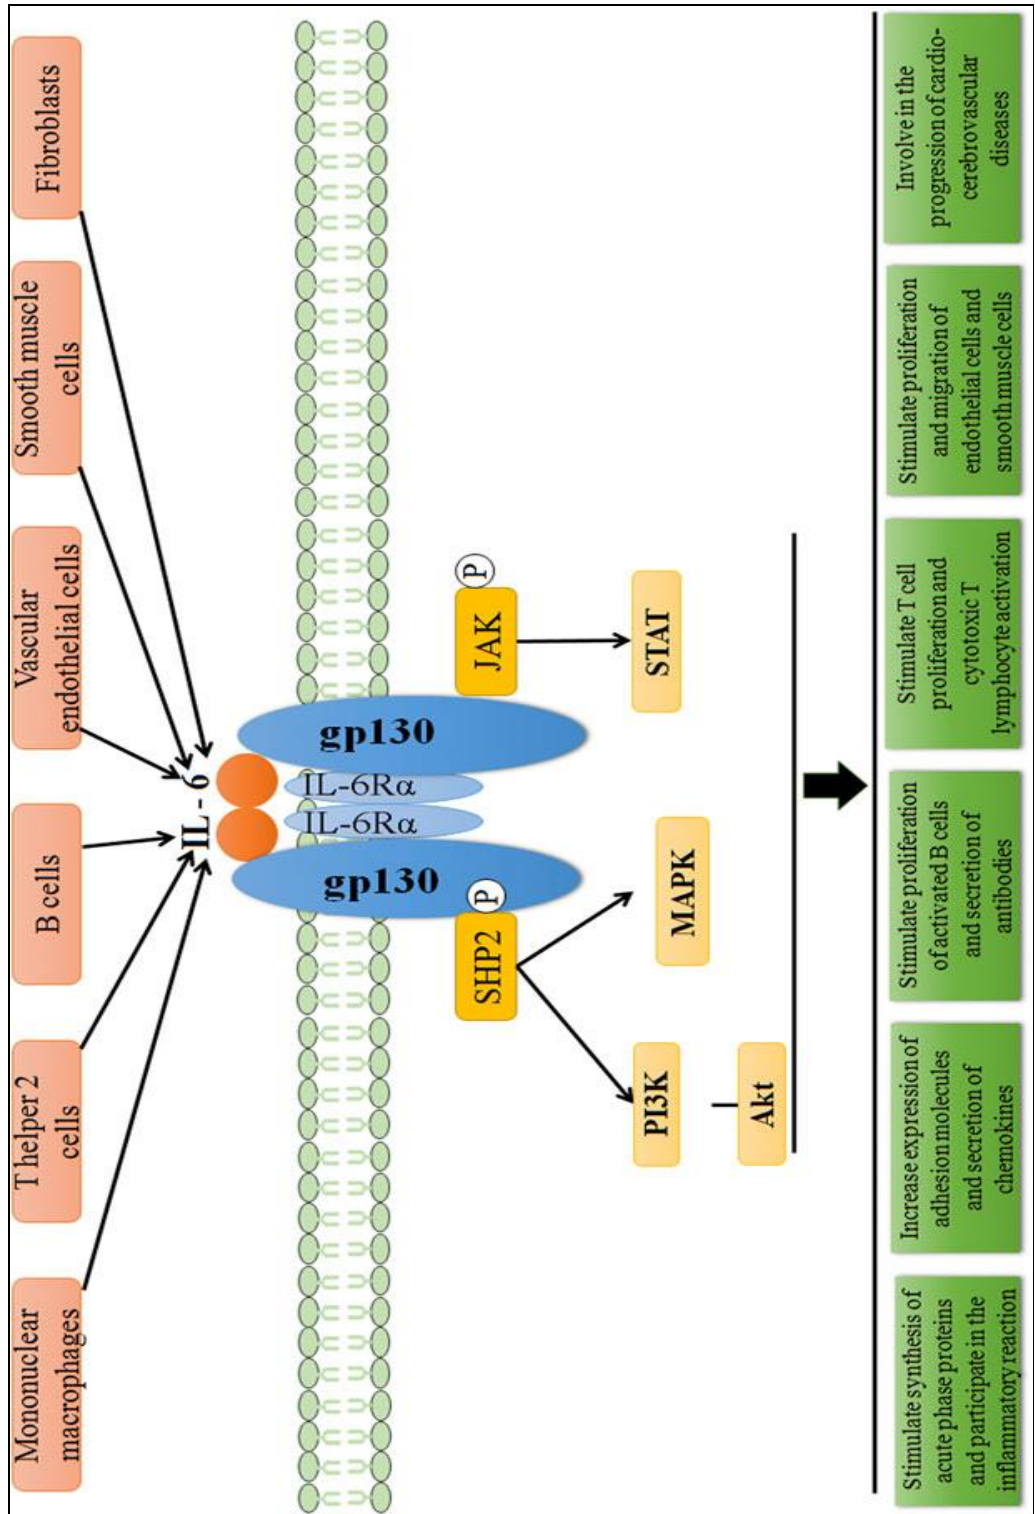 Mononuclear
macrophages
T helper 2
cells
B cells
Vascular
endothelial cells
Smooth muscle
cells
Fibroblasts
IL - 6
gp130
IL-6Rα
IL-6Rα
gp130
SHP2
P
JAK
P
PI3K
MAPK
STAT
Akt
Stimulate synthesis of
acute phase proteins
and participate in the
inflammatory reaction
Increase expression of
adhesion molecules
and secretion of
chemokines
Stimulate proliferation
of activated B cells
and secretion of
antibodies
Stimulate T cell
proliferation and
cytotoxic T
lymphocyte activation
Stimulate proliferation
and migration of
endothelial cells and
smooth muscle cells
Involve in the
progression of cardio-
cerebrovascular
diseases